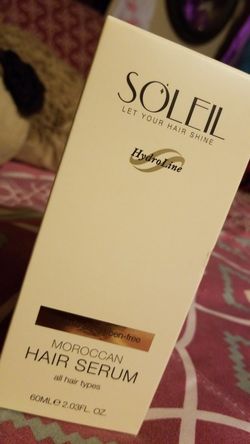 SOLEIL
LET YOUR HAIR SHINE
HydroLine
MOROCCAN
HAIR SERUM
all hair types
60ML℮2.03FL. OZ.